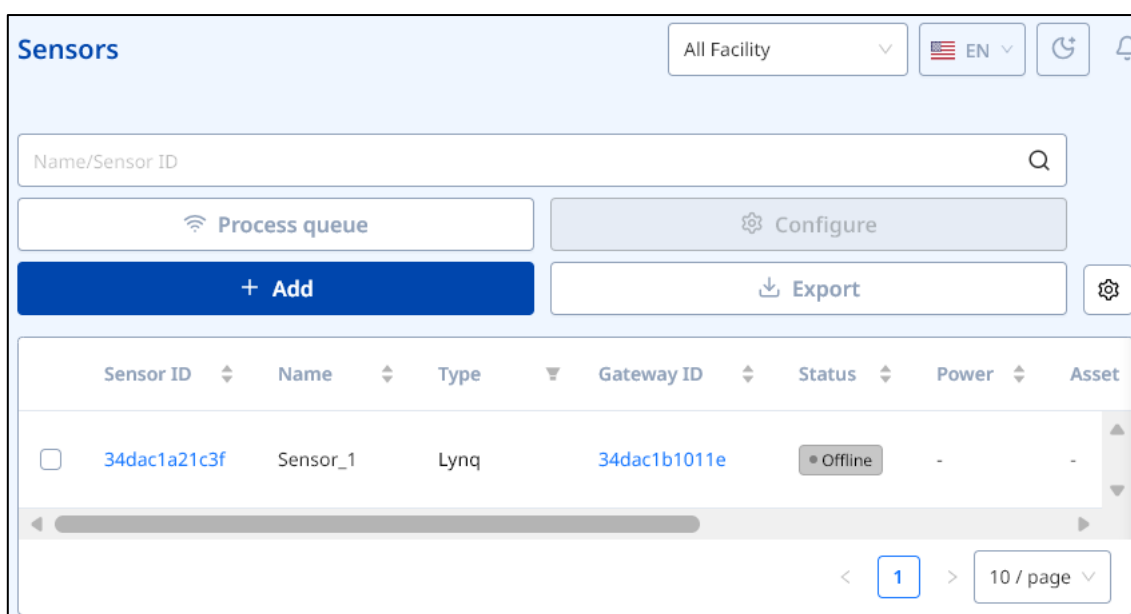 Sensors All Facility EN
Name/Sensor ID
Process queue Configure
+ Add Export
Sensor ID Name Type Gateway ID Status Power Asset
34dac1a21c3f Sensor_1 Lynq 34dac1b1011e Offline - -
< 1 > 10 / page